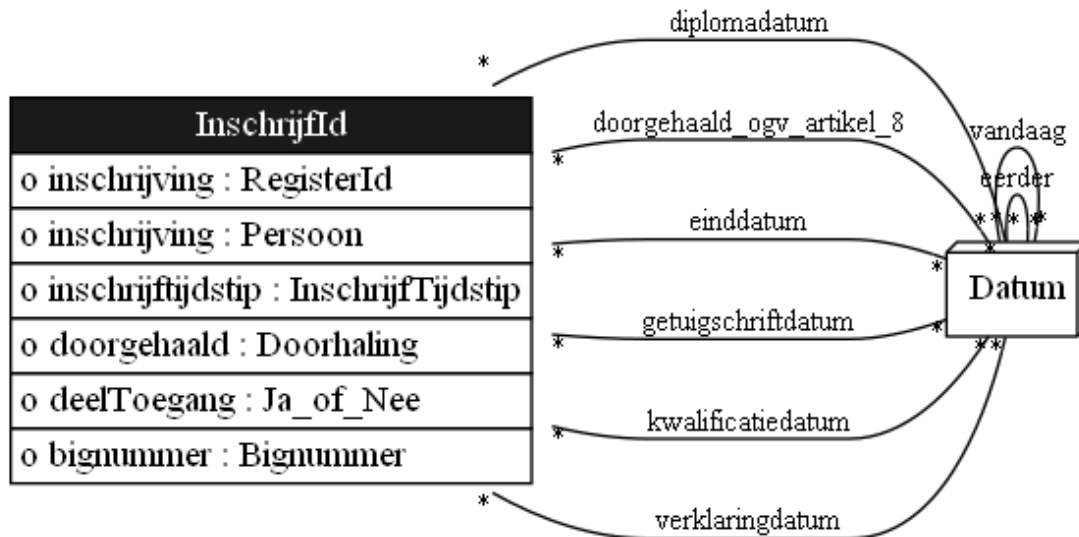 diplomadatum
*
InschrijfId
o inschrijving : RegisterId
o inschrijving : Persoon
o inschrijftijdstip : InschrijfTijdstip
o doorgehaald : Doorhaling
o deelToegang : Ja_of_Nee
o bignummer : Bignummer
doorgehaald_ogv_artikel_8
*
vandaag
eerder
* * * * *
einddatum
* *
*
Datum
getuigschriftdatum
* *
kwalificatiedatum
* * *
verklaringdatum
*